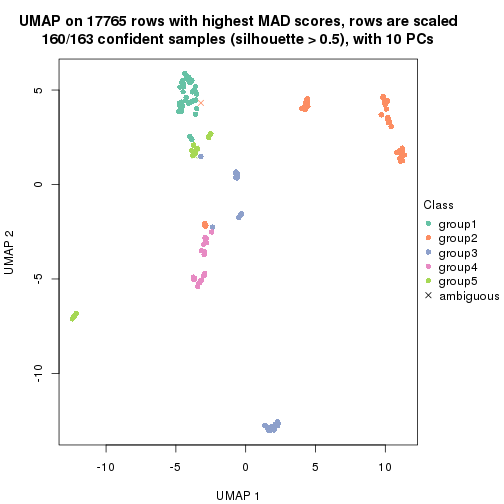 UMAP on 17765 rows with highest MAD scores, rows are scaled
160/163 confident samples (silhouette > 0.5), with 10 PCs
5
0
-5
-10
UMAP 2
-10
-5
0
5
10
UMAP 1
Class
group1
group2
group3
group4
group5
ambiguous